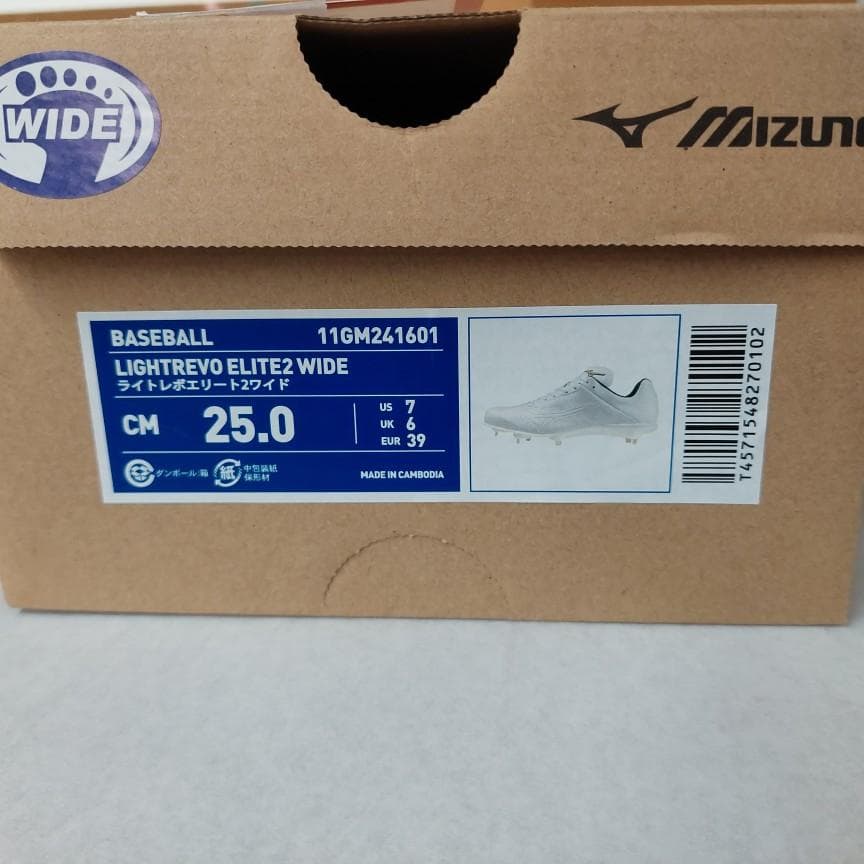 WIDE
MIZUNO
BASEBALL 11GM241601
LIGHTREVO ELITE2 WIDE
ライトレボエリート2ワイド
CM 25.0
US 7
UK 6
EUR 39
ダンボール:箱
紙 中包装紙
保形材
MADE IN CAMBODIA
T4571548270102